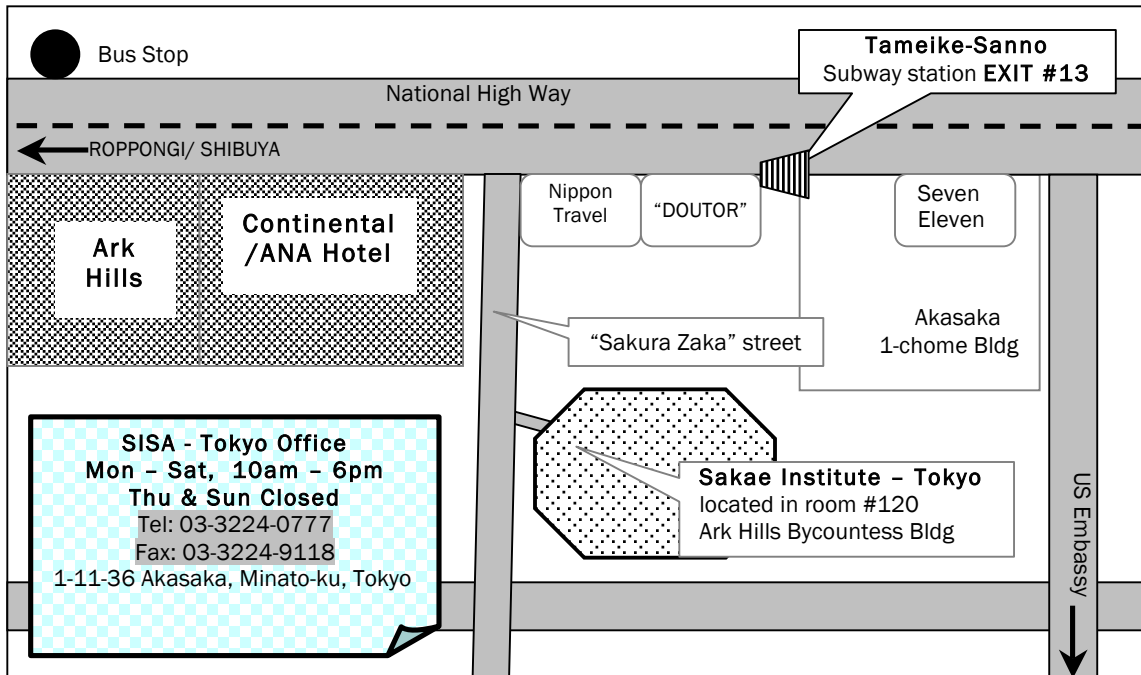 Bus Stop
Tameike-Sanno
Subway station EXIT #13
National High Way
ROPPONGI/ SHIBUYA
Ark
Hills
Continental
/ANA Hotel
Nippon
Travel
“DOUTOR”
Seven
Eleven
“Sakura Zaka” street
Akasaka
1-chome Bldg
SISA - Tokyo Office
Mon – Sat, 10am – 6pm
Thu & Sun Closed
Tel: 03-3224-0777
Fax: 03-3224-9118
1-11-36 Akasaka, Minato-ku, Tokyo
Sakae Institute – Tokyo
located in room #120
Ark Hills Bycountess Bldg
US Embassy